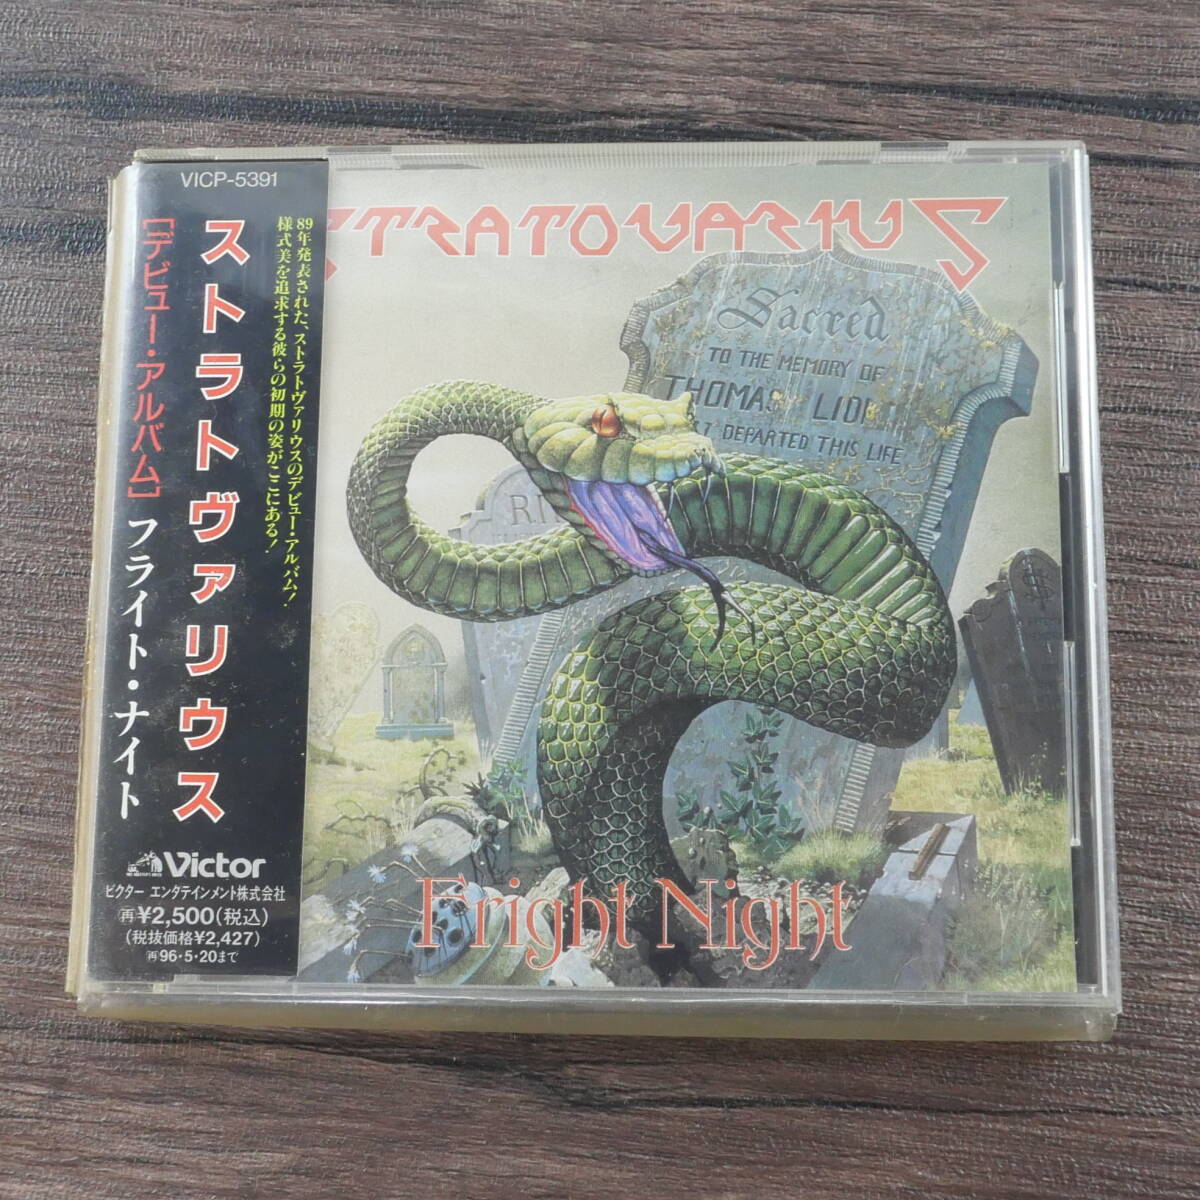 VICP-5391
89年発表された、ストラトヴァリウスのデビュー・アルバム!
様式美を追求する彼らの初期の姿がここにある!
ストラトヴァリウス
[デビュー・アルバム] フライト・ナイト
Victor
ビクター エンタテインメント株式会社
再¥2,500(税込)
(税抜価格¥2,427)
再96・5・20まで
STRATOVARIUS
Sacred
TO THE MEMORY OF
THOMAS
DEPARTED THIS LIFE
R.I
Fright Night